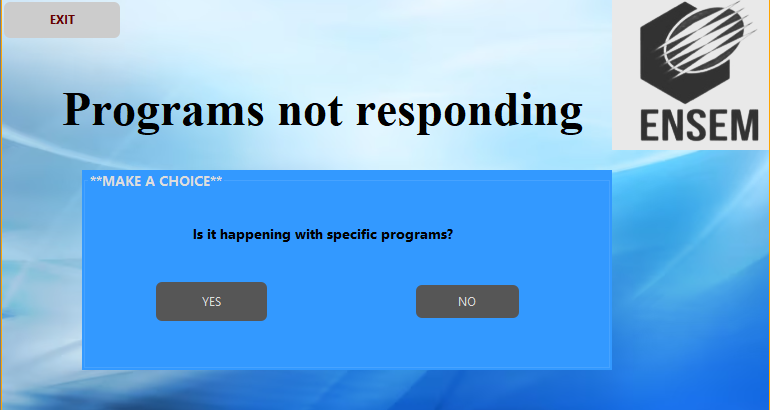 EXIT
ENSEM
Programs not responding
**MAKE A CHOICE**
Is it happening with specific programs?
YES
NO